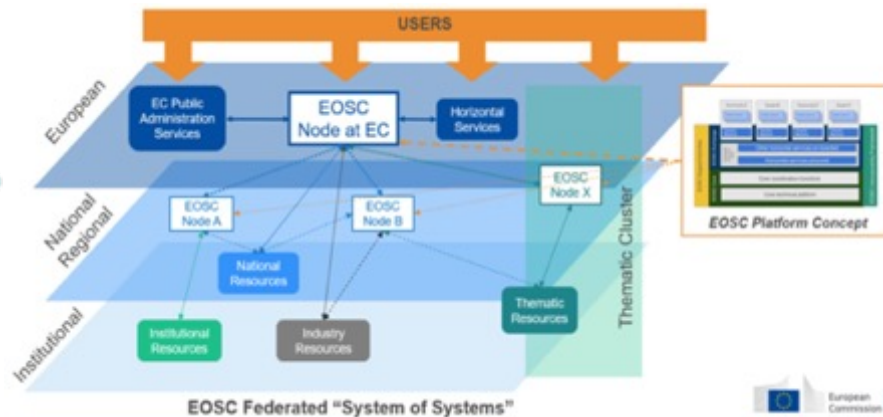 USERS
European
EC Public
Administration
Services
EOSC
Node at EC
Horizontal
Services
National
Regional
EOSC
Node A
EOSC
Node B
EOSC
Node X
Thematic Cluster
National
Resources
Institutional
Institutional
Resources
Industry
Resources
Thematic
Resources
EOSC Platform Concept
EOSC Federated “System of Systems”
European
Commission